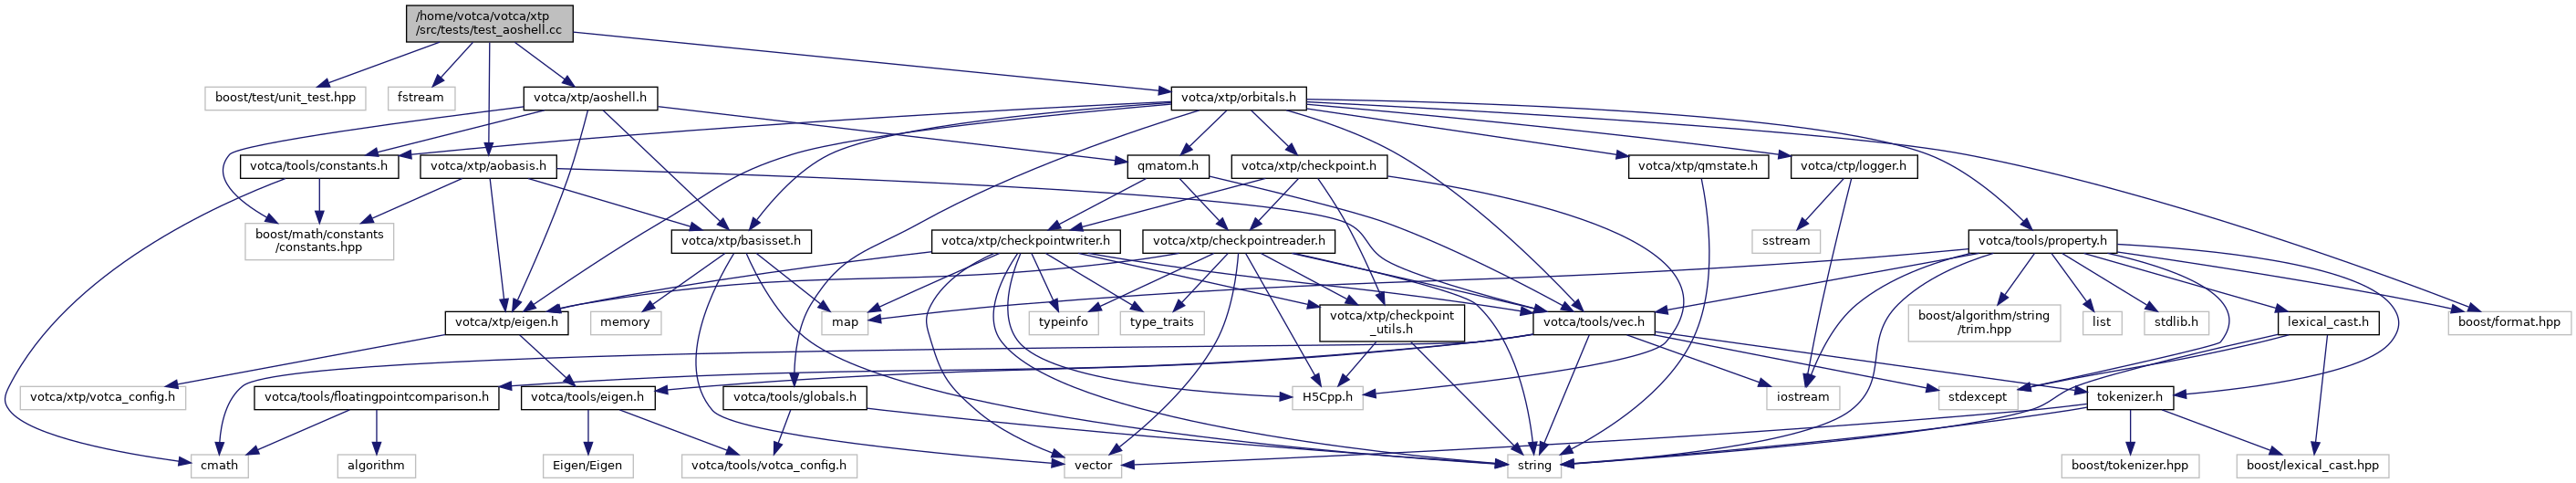 /home/votca/votca/xtp
/src/tests/test_aoshell.cc
boost/test/unit_test.hpp
fstream
votca/xtp/aoshell.h
votca/xtp/orbitals.h
votca/tools/constants.h
votca/xtp/aobasis.h
qmatom.h
votca/xtp/checkpoint.h
votca/xtp/qmstate.h
votca/ctp/logger.h
boost/math/constants
/constants.hpp
votca/xtp/basisset.h
votca/xtp/checkpointwriter.h
votca/xtp/checkpointreader.h
sstream
votca/tools/property.h
votca/xtp/eigen.h
memory
map
typeinfo
type_traits
votca/xtp/checkpoint
_utils.h
votca/tools/vec.h
boost/algorithm/string
/trim.hpp
list
stdlib.h
lexical_cast.h
boost/format.hpp
votca/xtp/votca_config.h
votca/tools/floatingpointcomparison.h
votca/tools/eigen.h
votca/tools/globals.h
H5Cpp.h
iostream
stdexcept
tokenizer.h
cmath
algorithm
Eigen/Eigen
votca/tools/votca_config.h
vector
string
boost/tokenizer.hpp
boost/lexical_cast.hpp